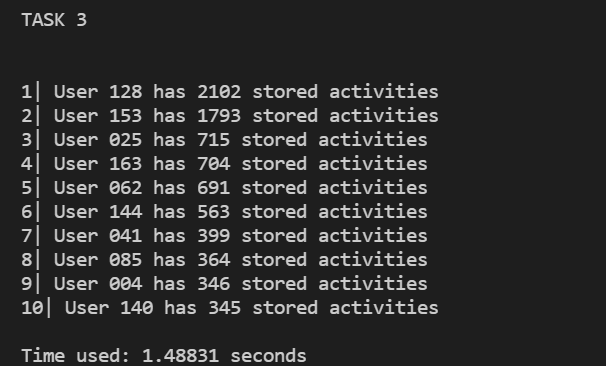 TASK 3
1| User 128 has 2102 stored activities
2| User 153 has 1793 stored activities
3| User 025 has 715 stored activities
4| User 163 has 704 stored activities
5| User 062 has 691 stored activities
6| User 144 has 563 stored activities
7| User 041 has 399 stored activities
8| User 085 has 364 stored activities
9| User 004 has 346 stored activities
10| User 140 has 345 stored activities
Time used: 1.48831 seconds